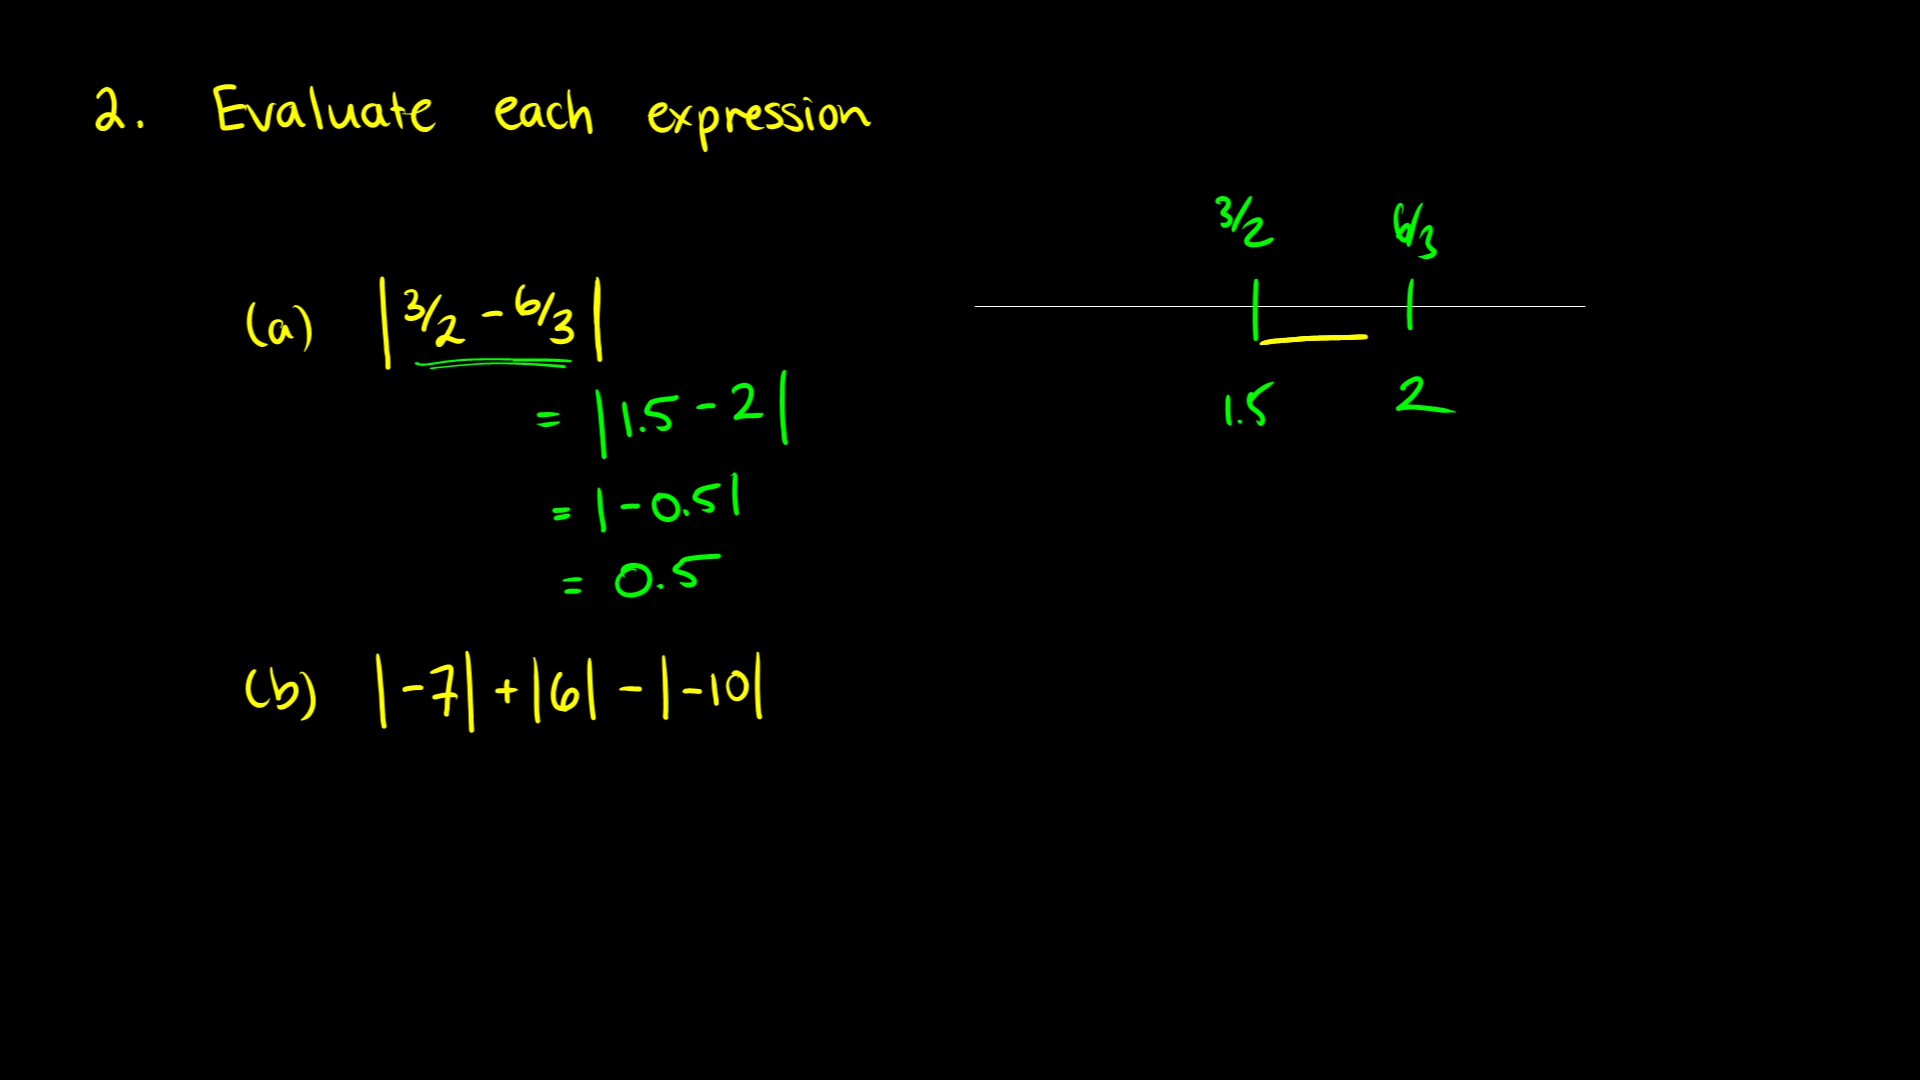 2. Evaluate each expression
3/2 6/3
(a) |3/2 - 6/3|
1.5 2
= |1.5 - 2|
= |-0.5|
= 0.5
(b) |-7| + |6| - |-10|